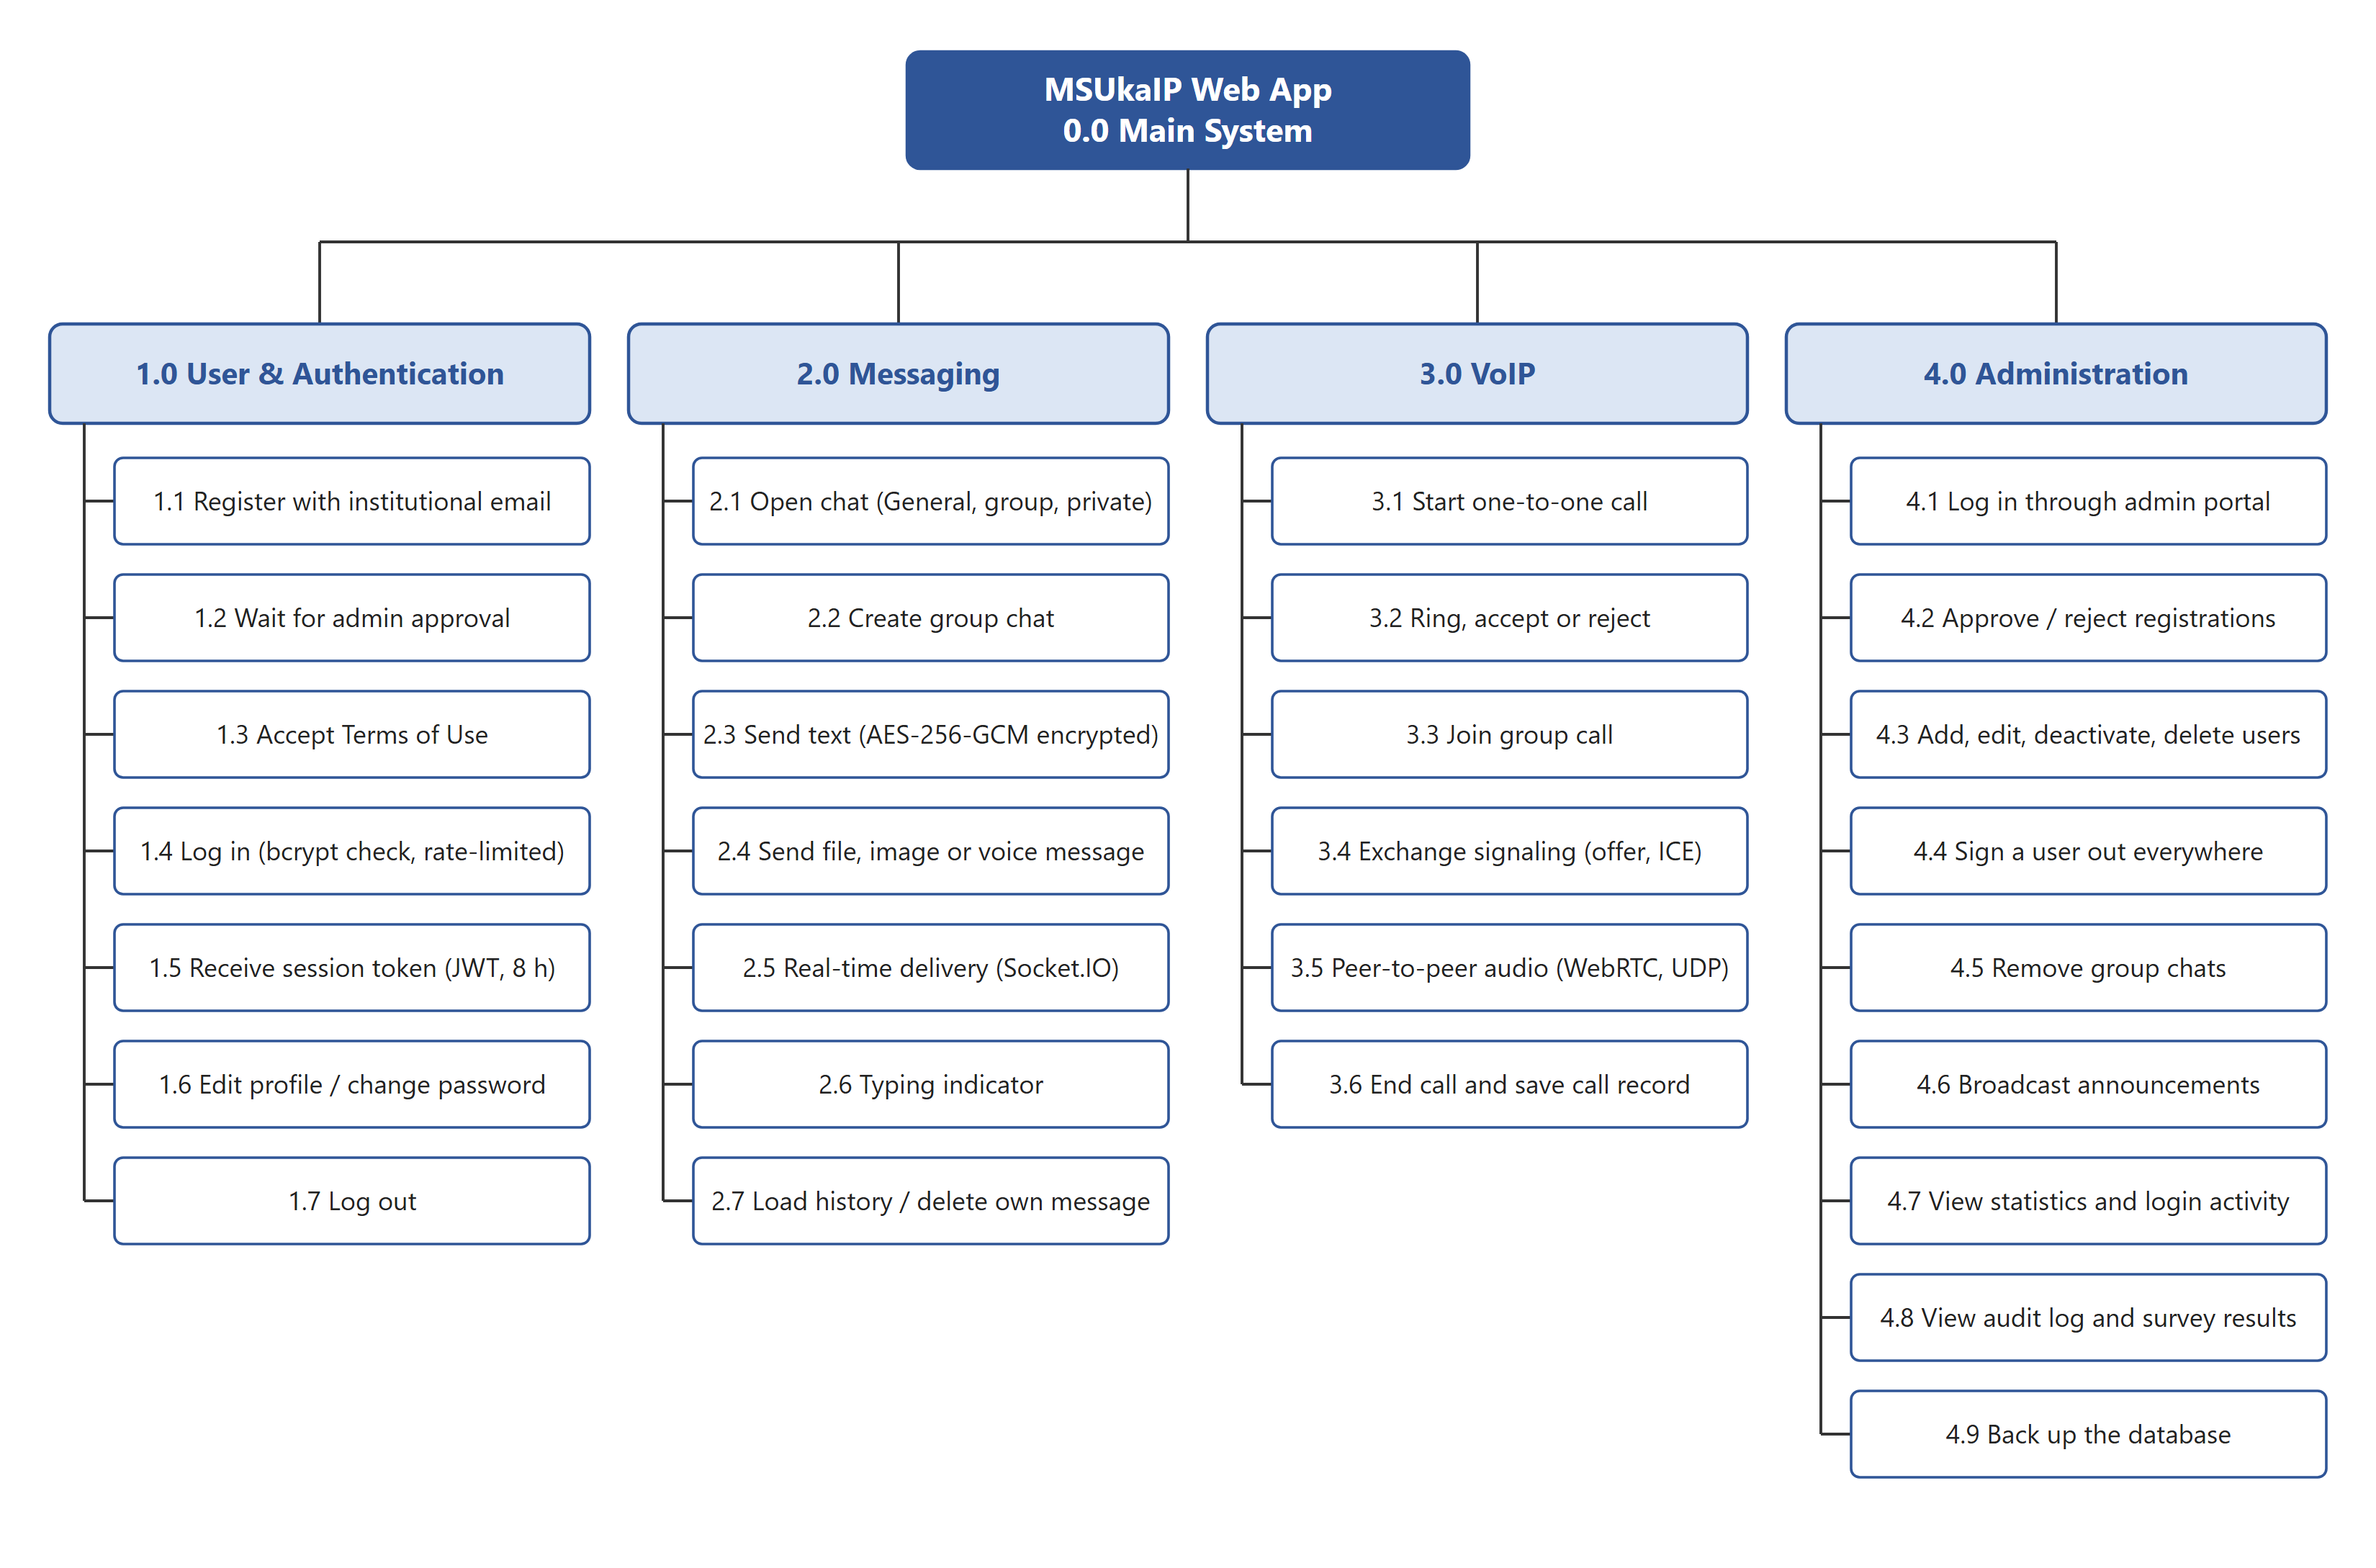 MSUkaIP Web App
0.0 Main System
1.0 User & Authentication
1.1 Register with institutional email
1.2 Wait for admin approval
1.3 Accept Terms of Use
1.4 Log in (bcrypt check, rate-limited)
1.5 Receive session token (JWT, 8 h)
1.6 Edit profile / change password
1.7 Log out
2.0 Messaging
2.1 Open chat (General, group, private)
2.2 Create group chat
2.3 Send text (AES-256-GCM encrypted)
2.4 Send file, image or voice message
2.5 Real-time delivery (Socket.IO)
2.6 Typing indicator
2.7 Load history / delete own message
3.0 VoIP
3.1 Start one-to-one call
3.2 Ring, accept or reject
3.3 Join group call
3.4 Exchange signaling (offer, ICE)
3.5 Peer-to-peer audio (WebRTC, UDP)
3.6 End call and save call record
4.0 Administration
4.1 Log in through admin portal
4.2 Approve / reject registrations
4.3 Add, edit, deactivate, delete users
4.4 Sign a user out everywhere
4.5 Remove group chats
4.6 Broadcast announcements
4.7 View statistics and login activity
4.8 View audit log and survey results
4.9 Back up the database